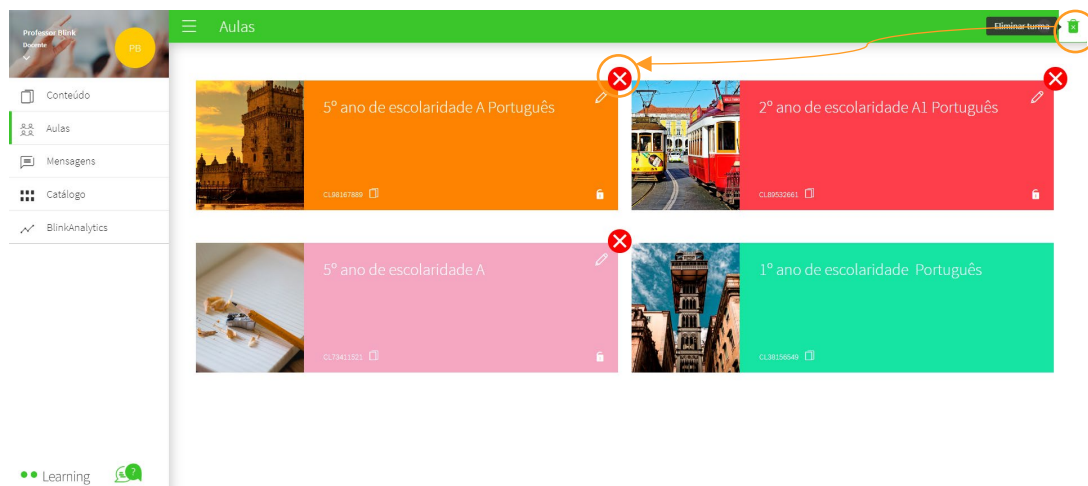 Professor Blink
Docente
PB
Aulas
Eliminar turma
Conteúdo
Aulas
Mensagens
Catálogo
BlinkAnalytics
5º ano de escolaridade A Português
CL96167889
2º ano de escolaridade A1 Português
CL89532661
5º ano de escolaridade A
CL73411521
1º ano de escolaridade Português
CL38156549
Learning
?